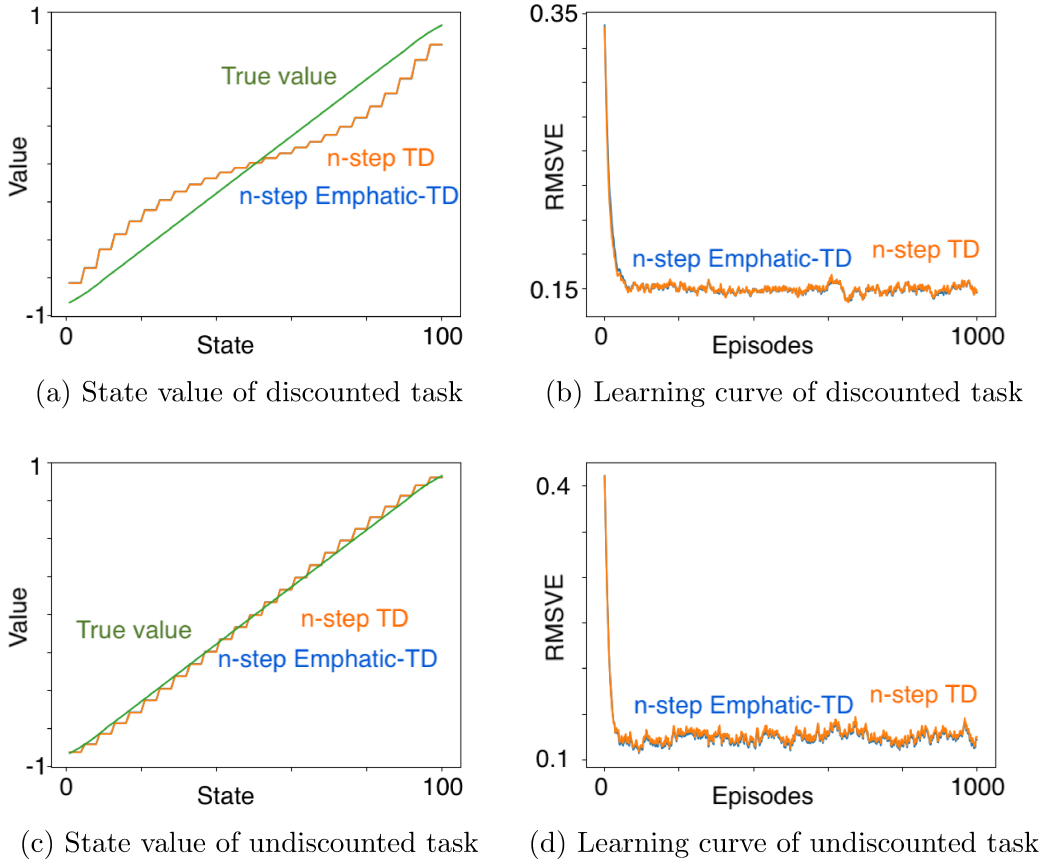 1
True value
n-step TD
n-step Emphatic-TD
Value
-1
0
100
State
(a) State value of discounted task
0.35
RMSVE
n-step Emphatic-TD
n-step TD
0.15
0
1000
Episodes
(b) Learning curve of discounted task
1
Value
n-step TD
True value
n-step Emphatic-TD
-1
0
100
State
(c) State value of undiscounted task
0.4
RMSVE
n-step Emphatic-TD
n-step TD
0.1
0
1000
Episodes
(d) Learning curve of undiscounted task